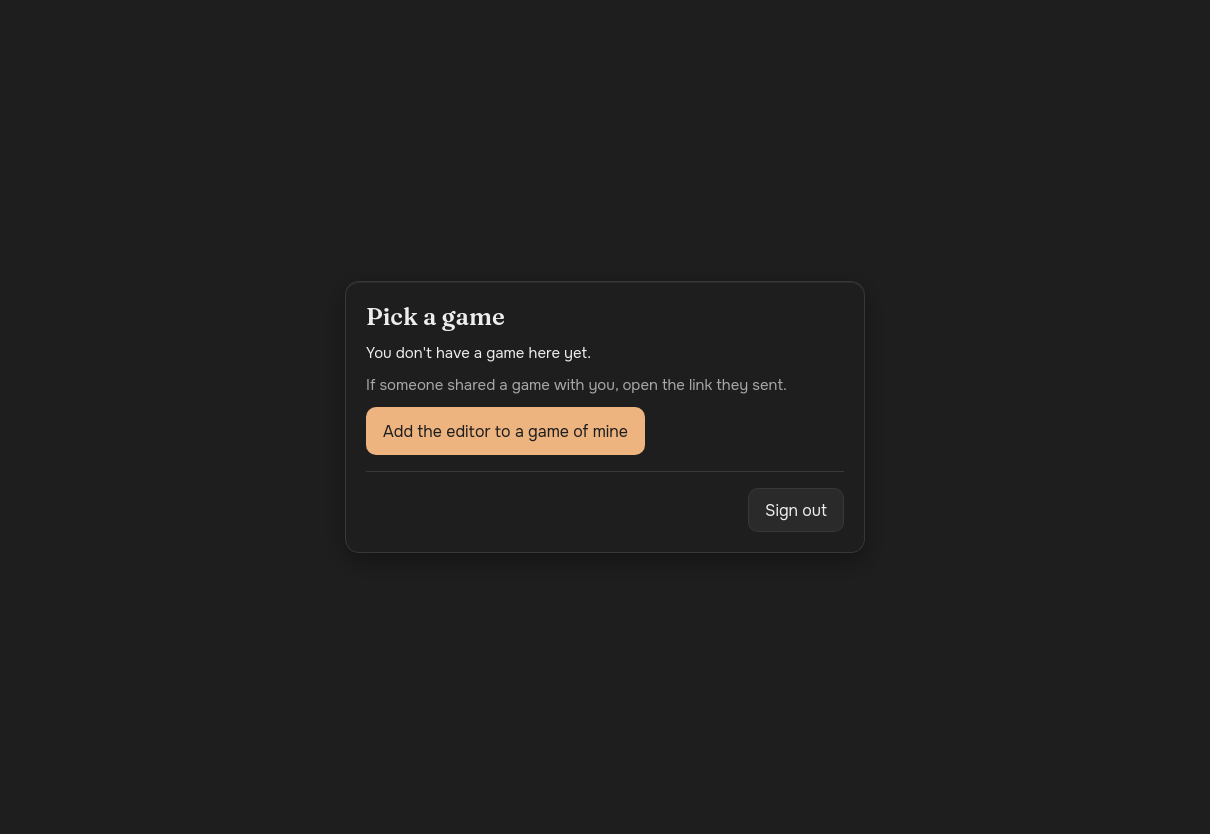 Pick a game
You don't have a game here yet.
If someone shared a game with you, open the link they sent.
Add the editor to a game of mine
Sign out